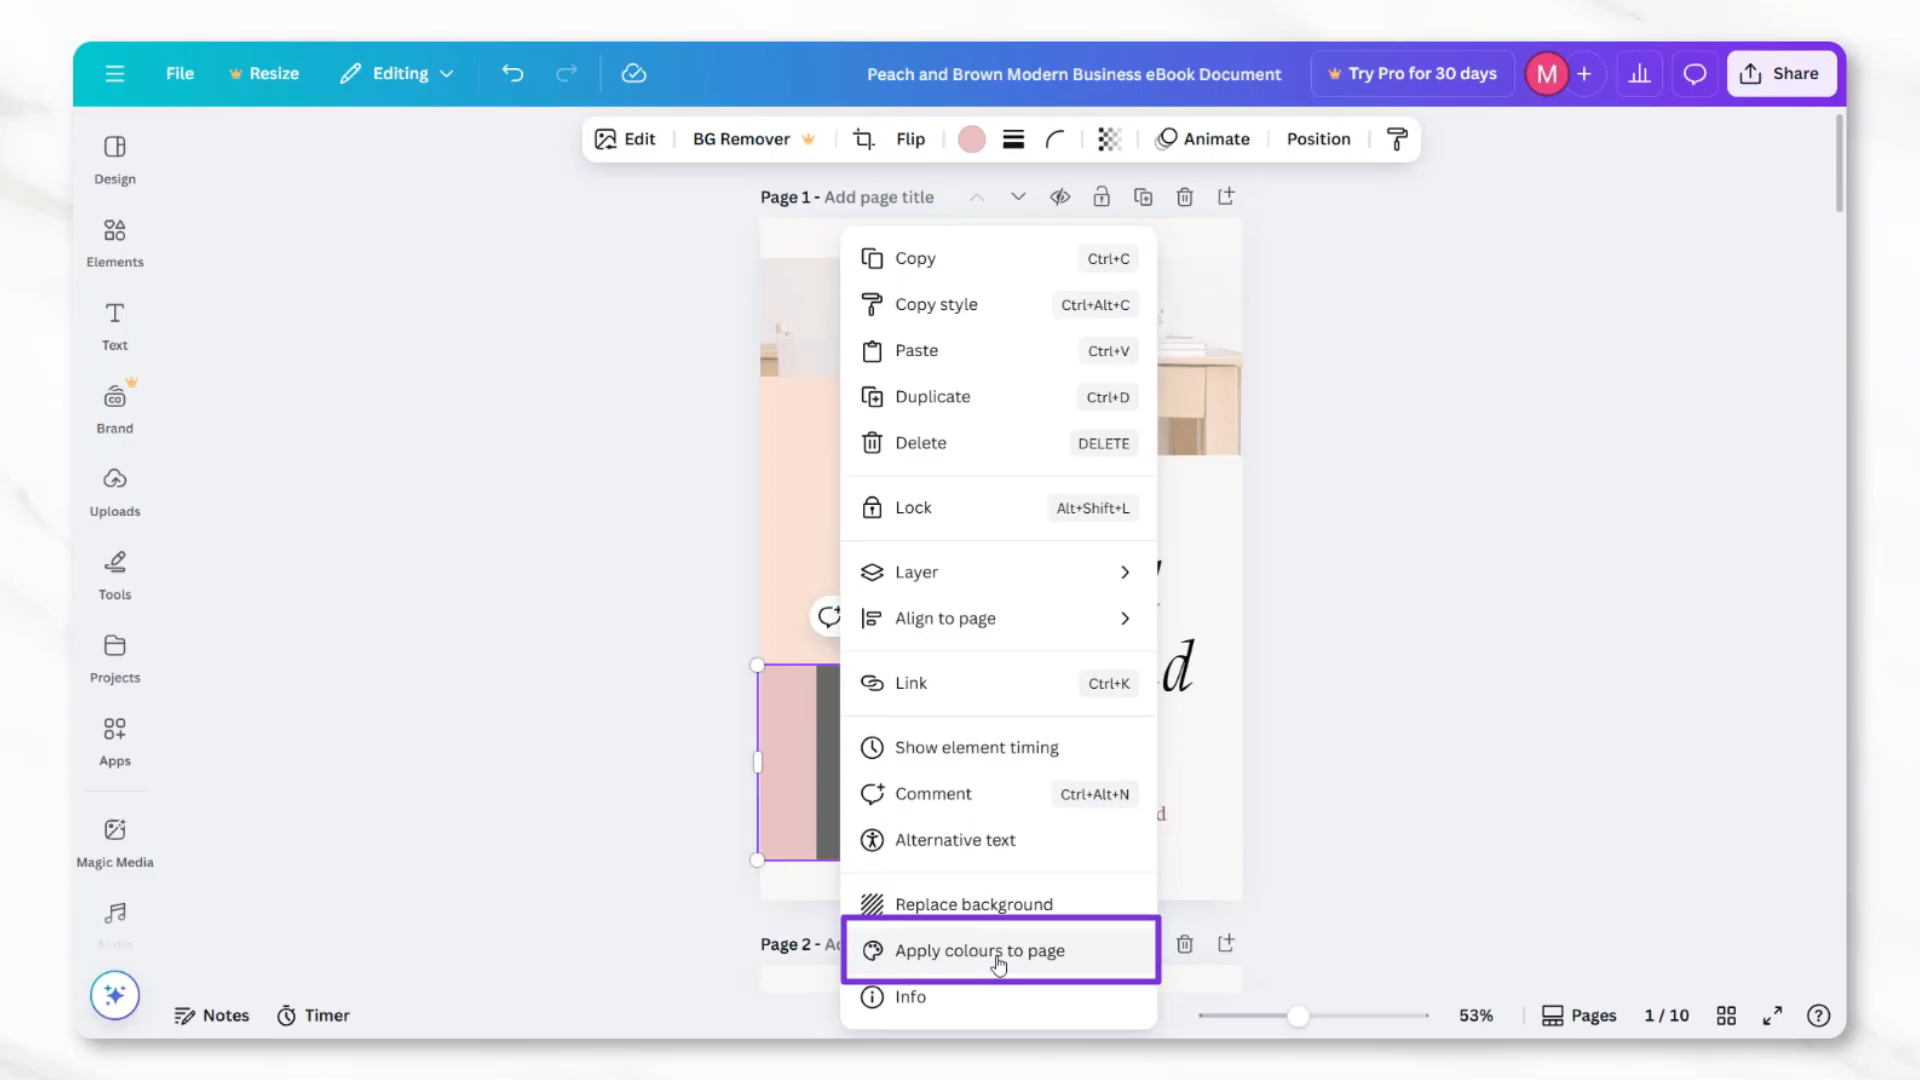 File
Resize
Editing
Peach and Brown Modern Business eBook Document
Try Pro for 30 days
M
Share
Edit
BG Remover
Flip
Animate
Position
Page 1 - Add page title
Design
Elements
Text
CO
Brand
Uploads
Tools
Projects
Apps
Magic Media
Audio
Copy Ctrl+C
Copy style Ctrl+Alt+C
Paste Ctrl+V
Duplicate Ctrl+D
Delete DELETE
Lock Alt+Shift+L
Layer
Align to page
Link Ctrl+K
Show element timing
Comment Ctrl+Alt+N
Alternative text
Replace background
Apply colours to page
Info
d
d
Page 2 - Ad
Notes
Timer
53%
Pages
1 / 10